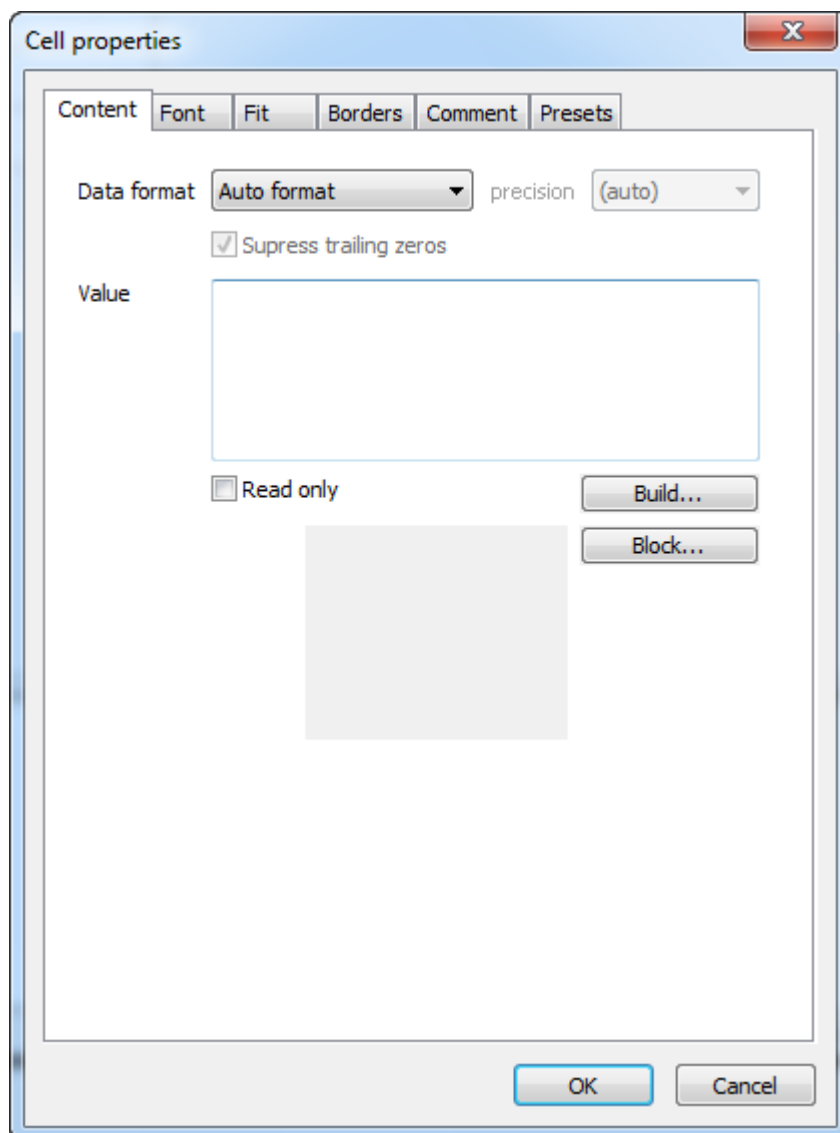 Cell properties
Content Font Fit Borders Comment Presets
Data format Auto format precision (auto)
Supress trailing zeros
Value
Read only Build...
Block...
OK Cancel